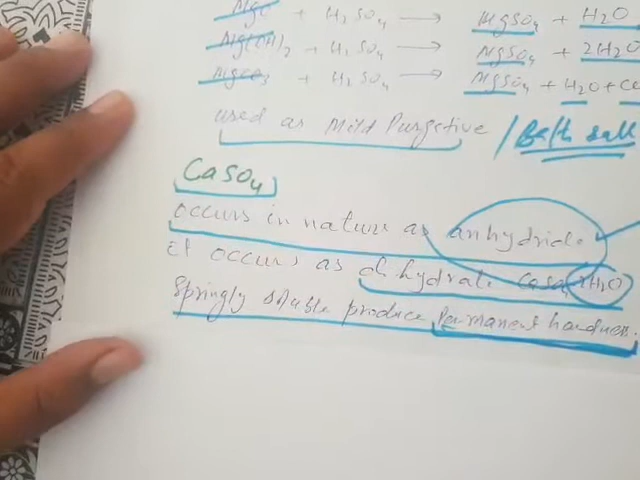 MgO + H₂SO₄ → MgSO₄ + H₂O
Mg(OH)₂ + H₂SO₄ → MgSO₄ + 2H₂O
MgCO₃ + H₂SO₄ → MgSO₄ + H₂O + CO
used as Mild Purgative / Bath salt
CaSO₄
occurs in nature as anhydride
it occurs as dihydrate CaSO₄ 2H₂O
Springly soluble produce Permanent hardness.